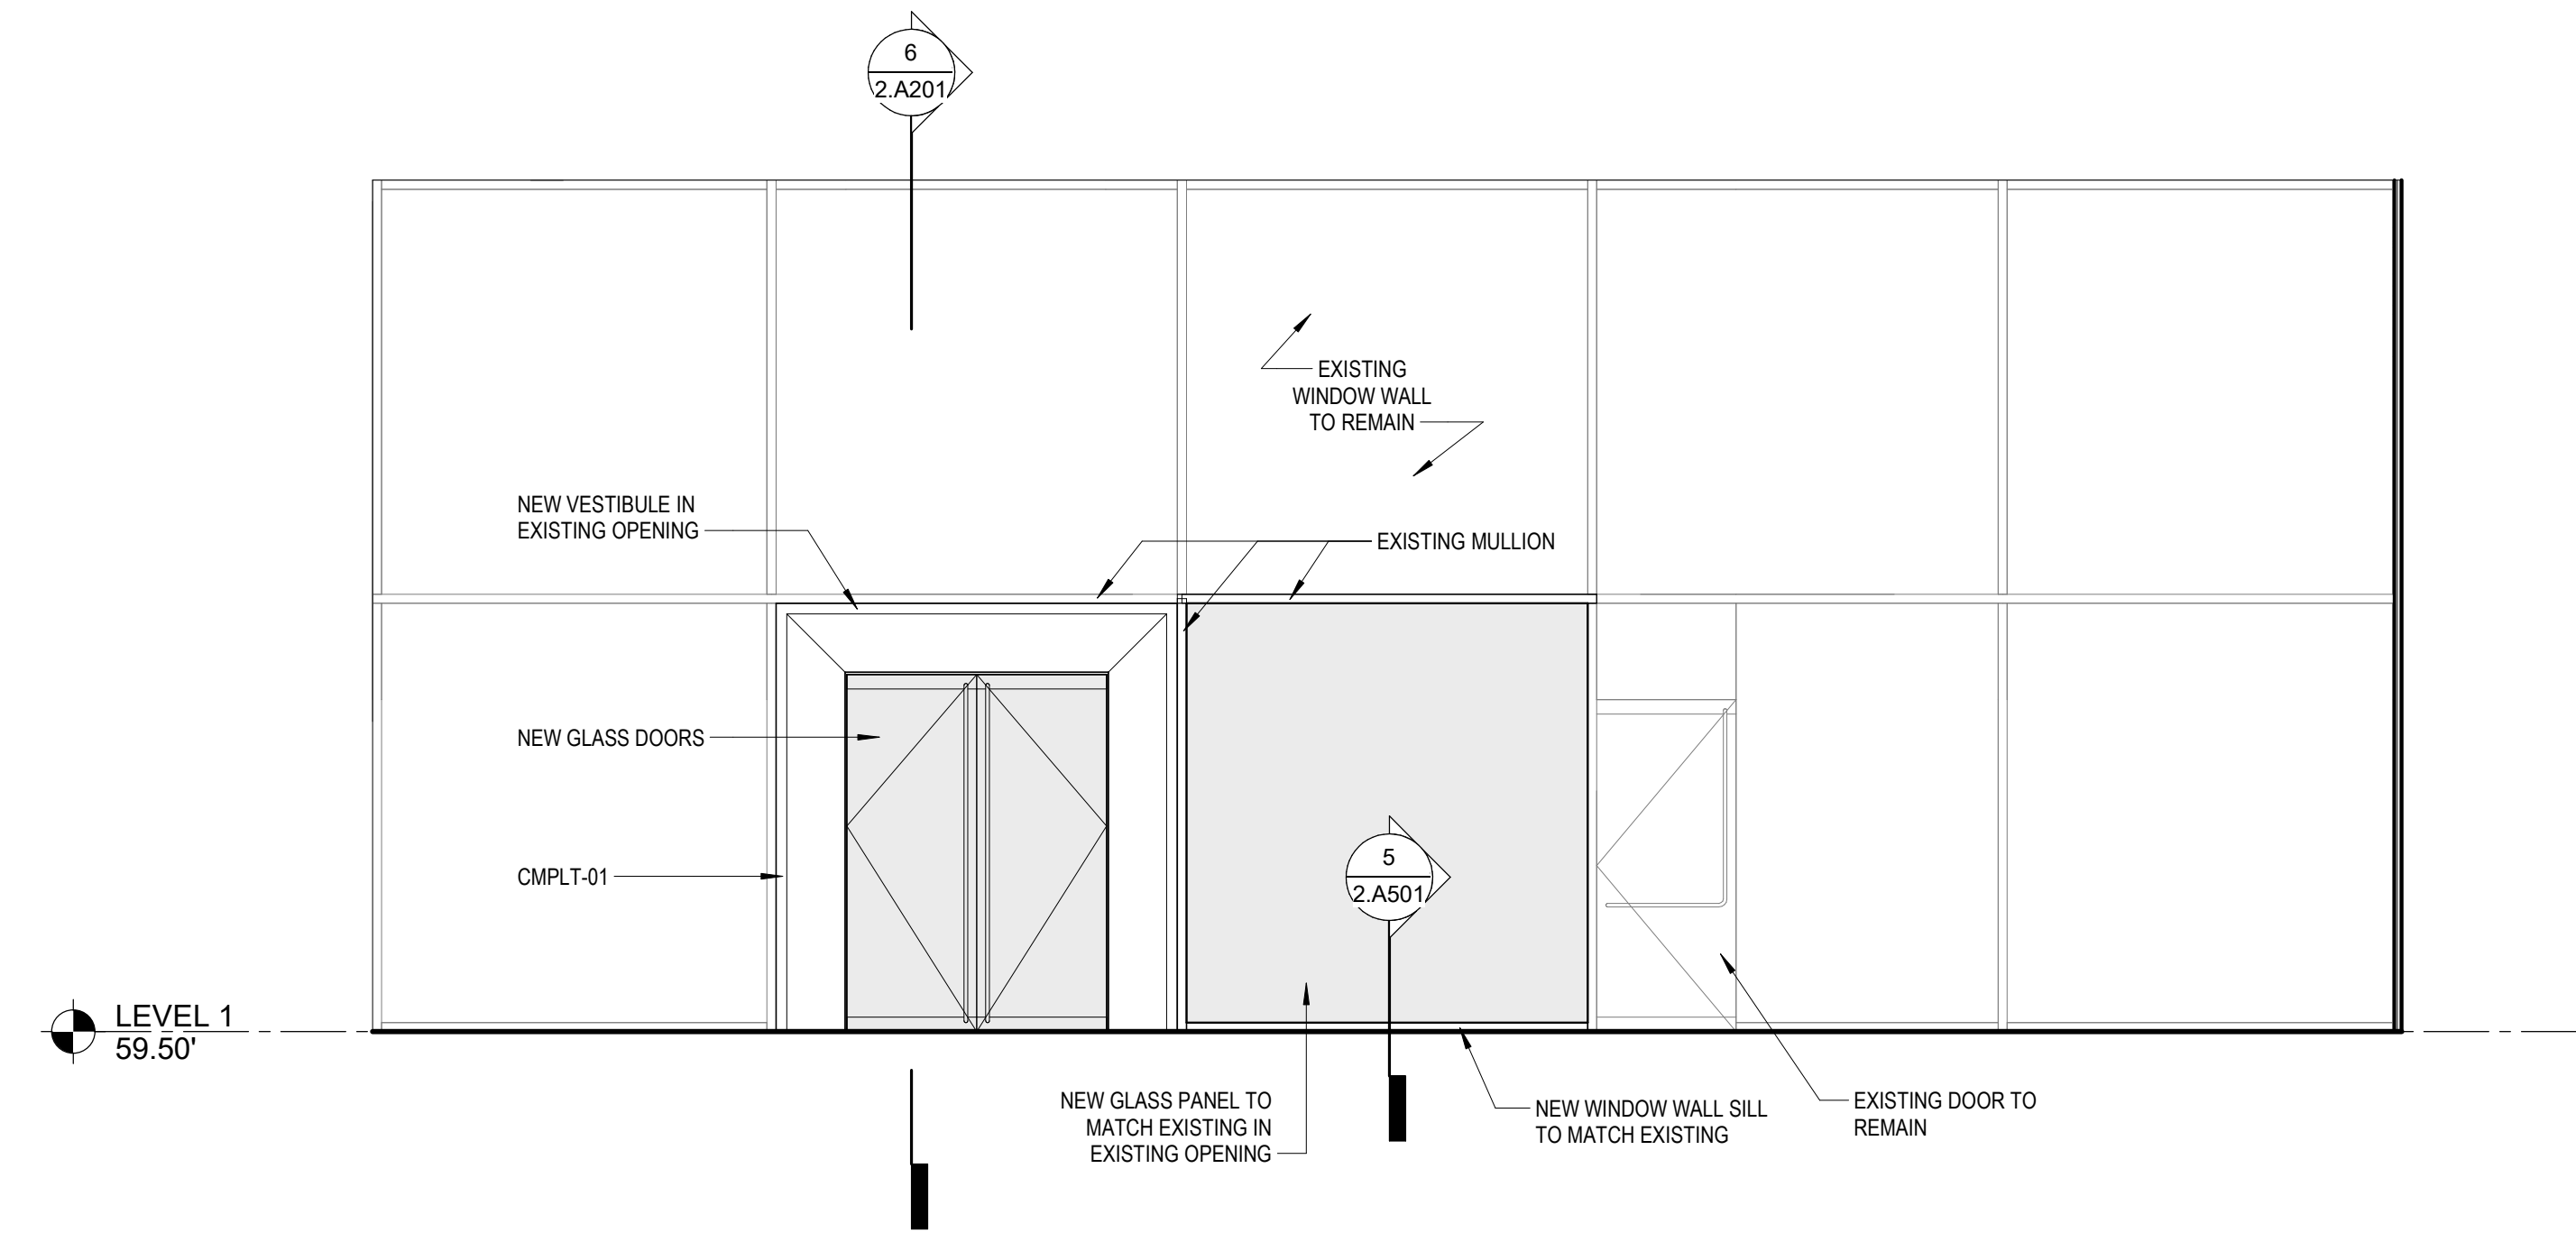 6
2.A201
EXISTING
WINDOW WALL
TO REMAIN
NEW VESTIBULE IN
EXISTING OPENING
EXISTING MULLION
NEW GLASS DOORS
CMPLT-01
5
2.A501
LEVEL 1
59.50'
NEW GLASS PANEL TO
MATCH EXISTING IN
EXISTING OPENING
NEW WINDOW WALL SILL
TO MATCH EXISTING
EXISTING DOOR TO
REMAIN